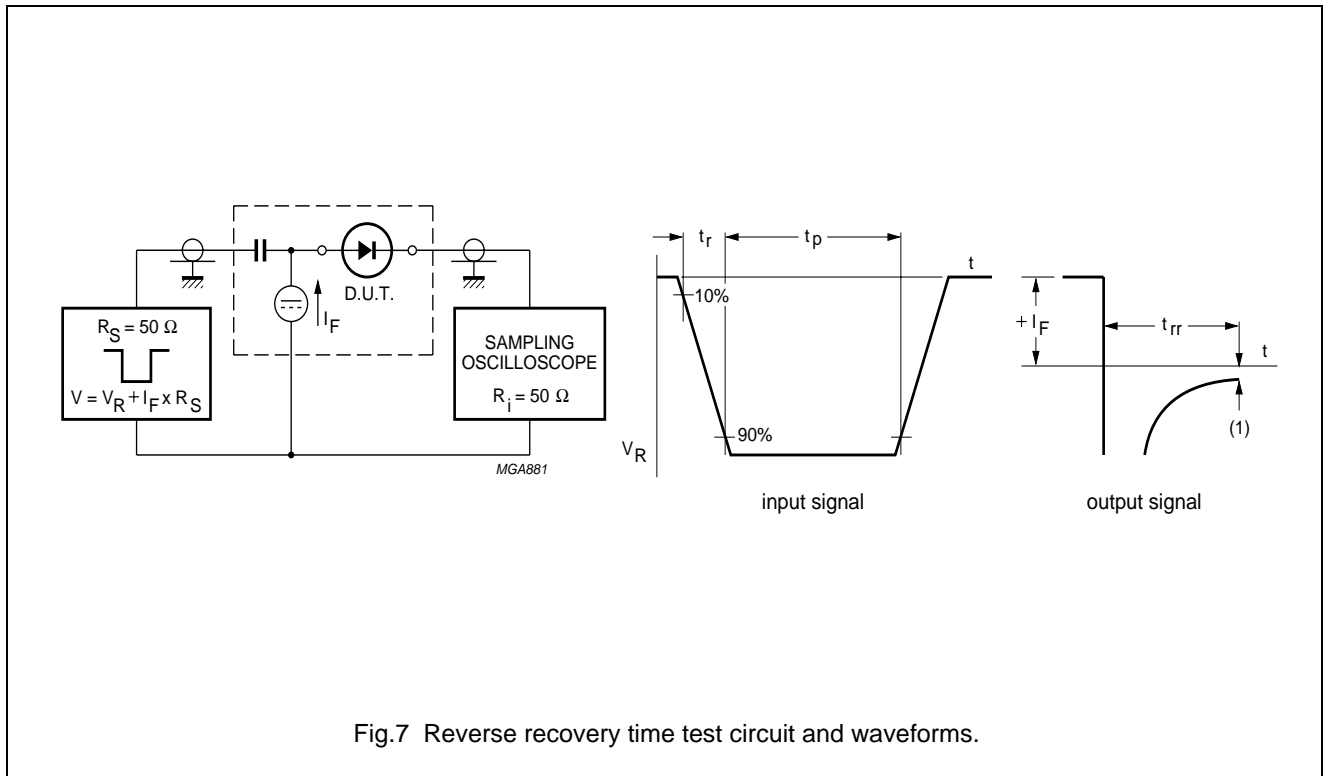 R_S = 50 Ω
V = V_R + I_F x R_S
I_F
D.U.T.
SAMPLING
OSCILLOSCOPE
R_i = 50 Ω
MGA881
t_r
t_p
t
10%
90%
V_R
input signal
+ I_F
t_rr
t
(1)
output signal
Fig.7 Reverse recovery time test circuit and waveforms.